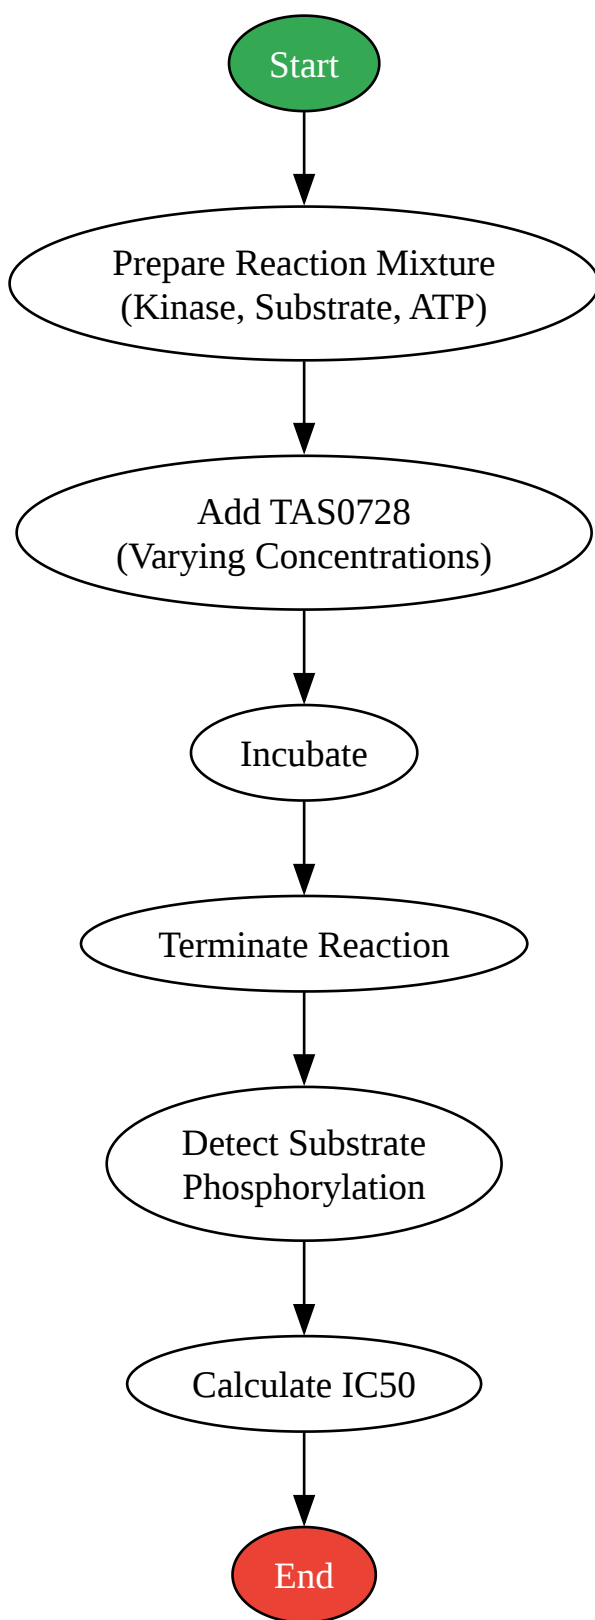 Start
Prepare Reaction Mixture
(Kinase, Substrate, ATP)
Add TAS0728
(Varying Concentrations)
Incubate
Terminate Reaction
Detect Substrate
Phosphorylation
Calculate IC50
End